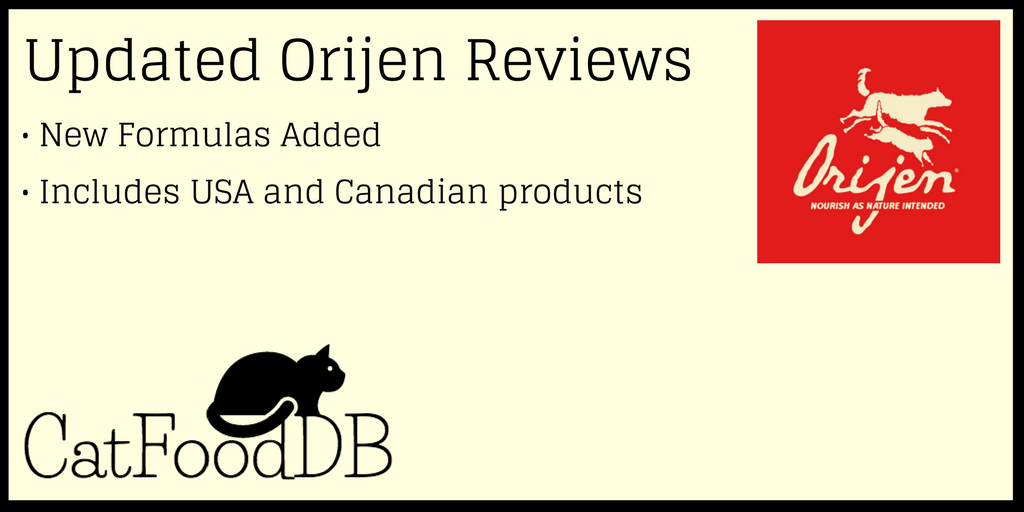 Updated Orijen Reviews
• New Formulas Added
• Includes USA and Canadian products
Orijen®
NOURISH AS NATURE INTENDED
CatFoodDB